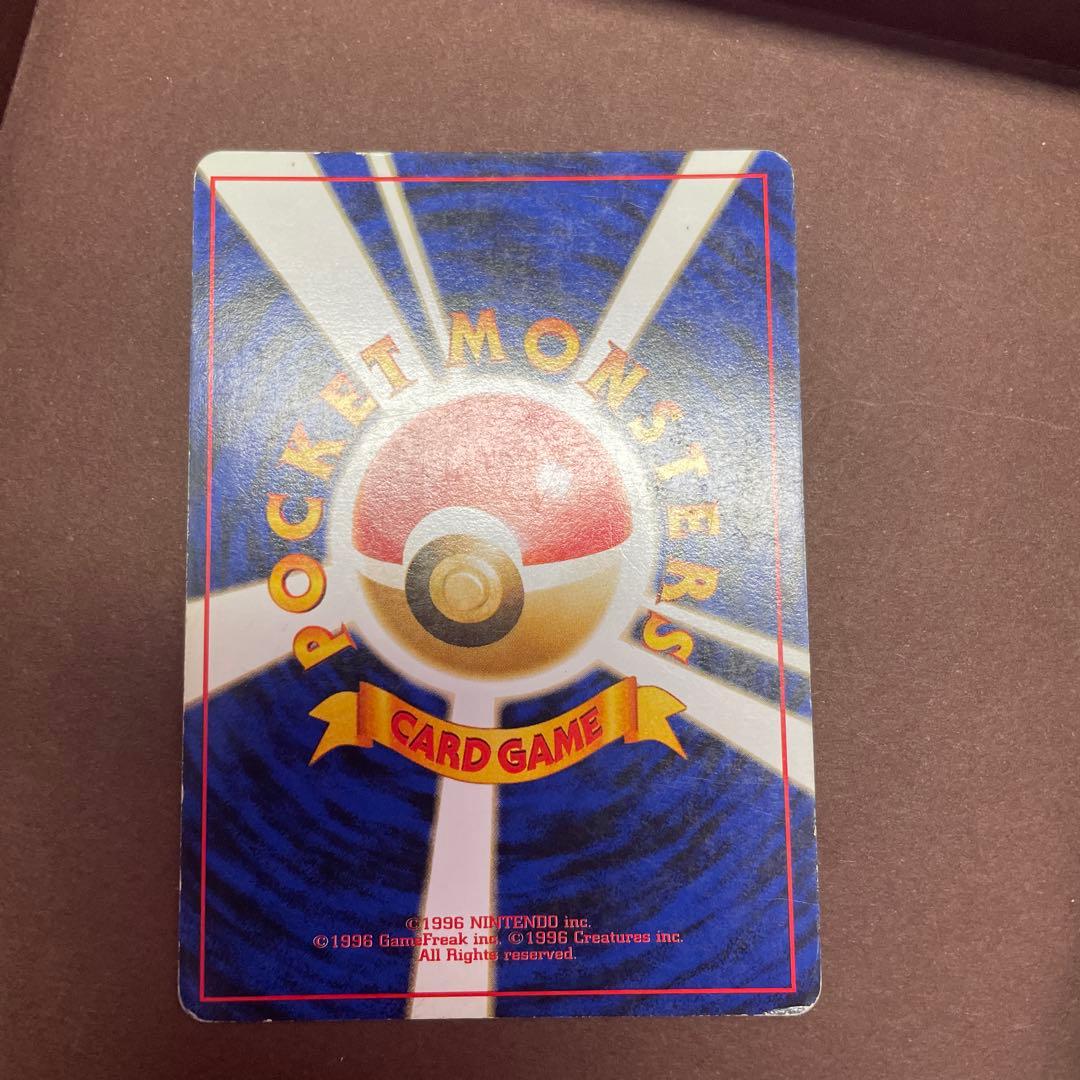 POCKET MONSTERS
CARD GAME
©1996 NINTENDO inc.
©1996 GameFreak inc. ©1996 Creatures inc.
All Rights reserved.